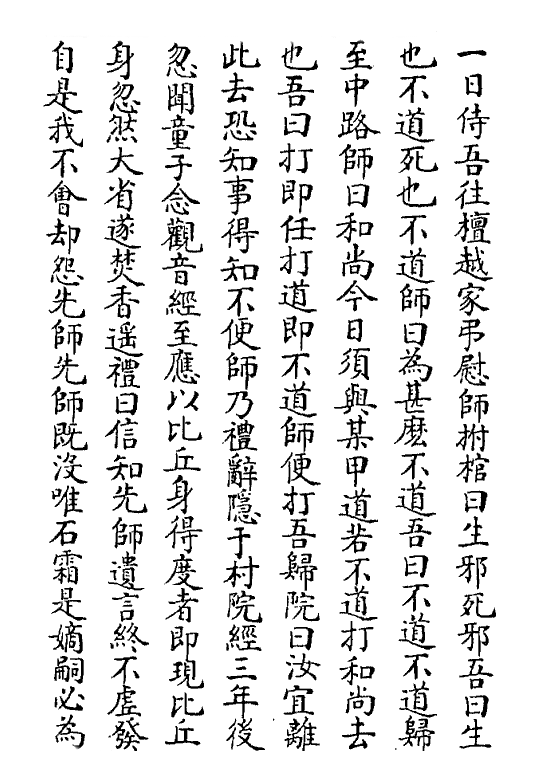 一日侍吾往檀越家弔慰師拊棺曰生邪死邪吾曰生
也不道死也不道師曰為甚麽不道吾曰不道不道歸
至中路師曰和尚今日須與某甲道若不道打和尚去
也吾曰打即任打道即不道師便打吾歸院曰汝宜離
此去恐知事得知不便師乃禮辭隱于村院經三年後
忽聞童子念觀音經至應以比丘身得度者即現比丘
身忽然大省遂焚香遥禮曰信知先師遺言終不虛發
自是我不會却怨先師先師既沒唯石霜是嫡嗣必為